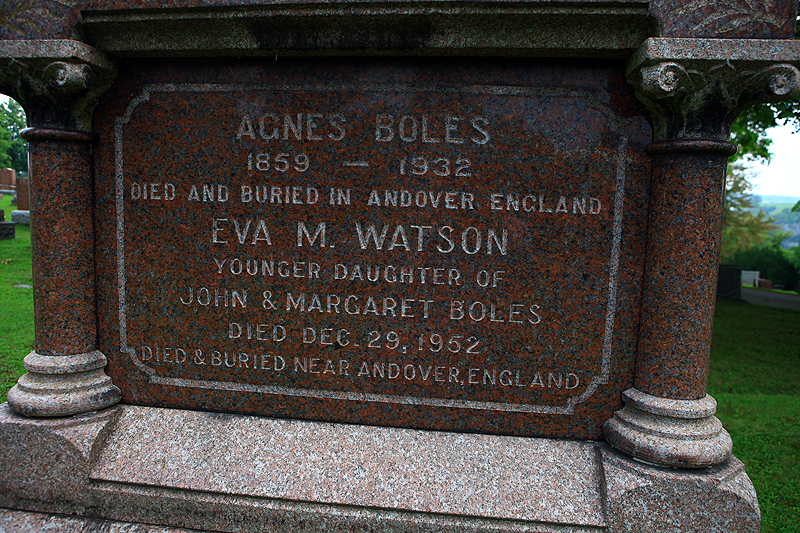 AGNES BOLES
1859 — 1932
DIED AND BURIED IN ANDOVER ENGLAND
EVA M. WATSON
YOUNGER DAUGHTER OF
JOHN & MARGARET BOLES
DIED DEC. 29, 1952
DIED & BURIED NEAR ANDOVER, ENGLAND